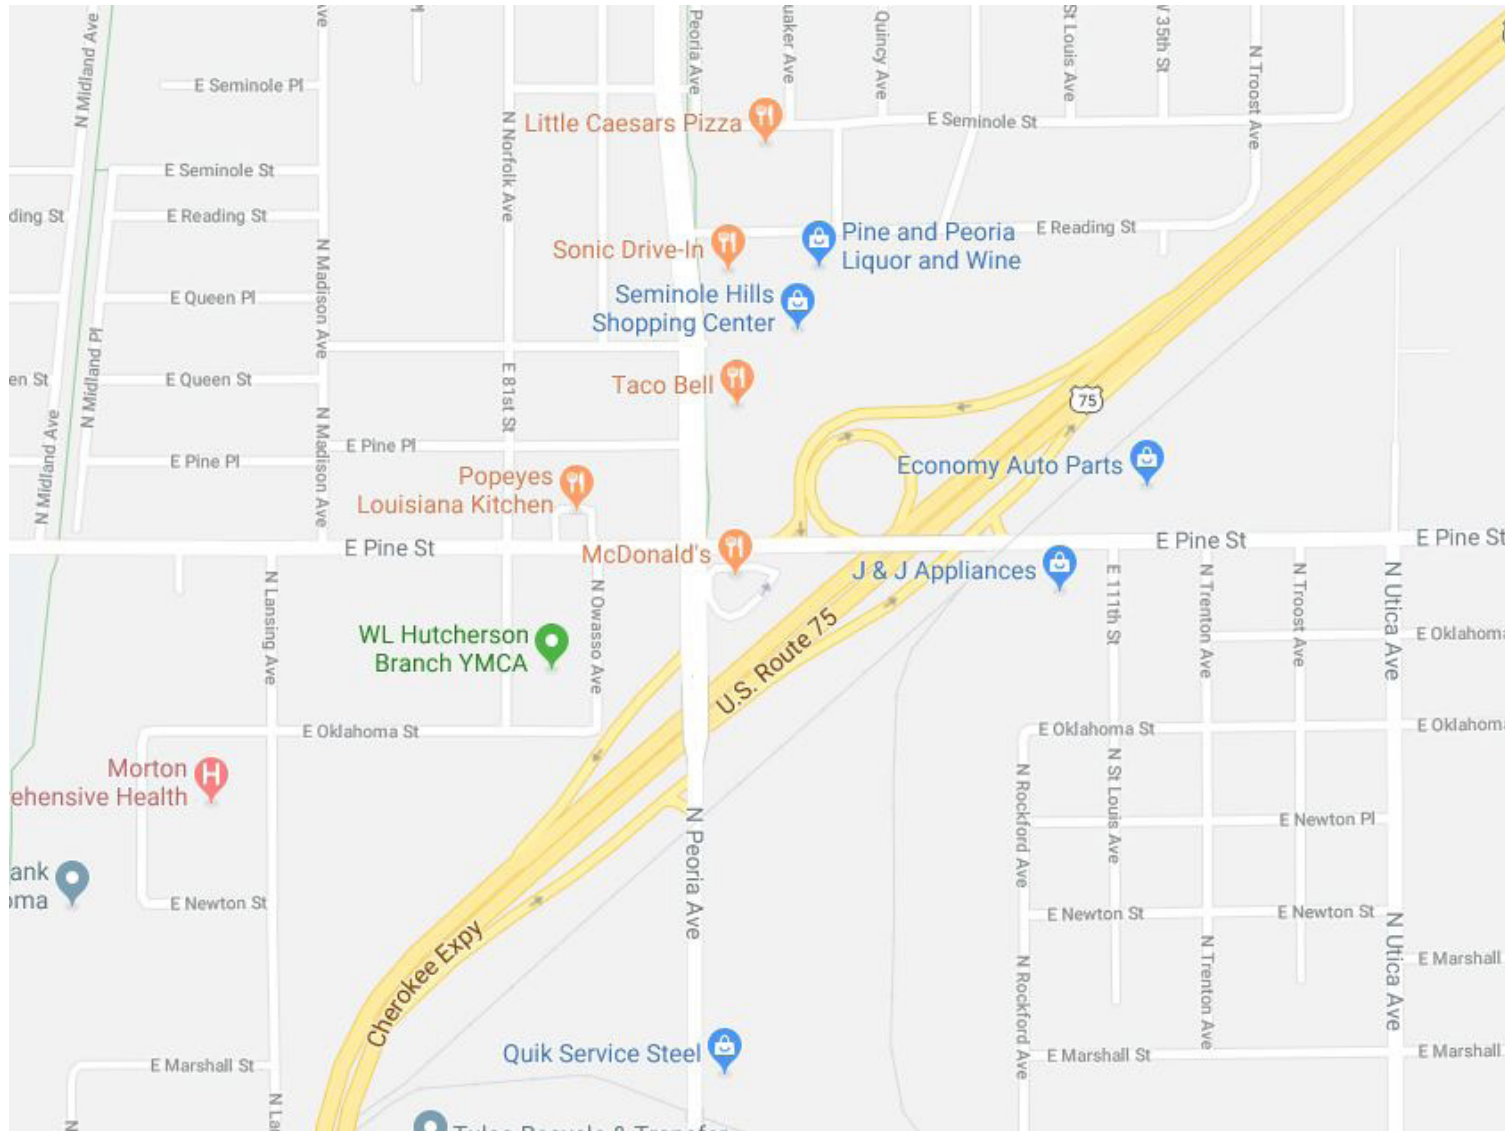 N Midland Ave
Peoria Ave
Quincy Ave
St Louis Ave
35th St
N Troost Ave
E Seminole Pl
N Norfolk Ave
Little Caesars Pizza
E Seminole St
E Seminole St
ding St
E Reading St
N Madison Ave
Sonic Drive-In
Pine and Peoria
Liquor and Wine
E Reading St
E Queen Pl
Seminole Hills
Shopping Center
N Midland Pl
en St
E Queen St
E 81st St
Taco Bell
75
N Midland Ave
N Madison Ave
E Pine Pl
E Pine Pl
Popeyes
Louisiana Kitchen
Economy Auto Parts
E Pine St
McDonald's
E Pine St
E Pine St
J & J Appliances
N Lansing Ave
N Owasso Ave
E 111th St
N Trenton Ave
N Troost Ave
N Utica Ave
WL Hutcherson
Branch YMCA
U.S. Route 75
E Oklahoma
E Oklahoma St
E Oklahoma St
E Oklahoma
Morton
ehensive Health
H
N Peoria Ave
N Rockford Ave
N St Louis Ave
E Newton Pl
ank
oma
E Newton St
E Newton St
E Newton St
Cherokee Expy
N Rockford Ave
N Trenton Ave
N Utica Ave
E Marshall
Quik Service Steel
E Marshall St
E Marshall St
E Marshall
N La
N